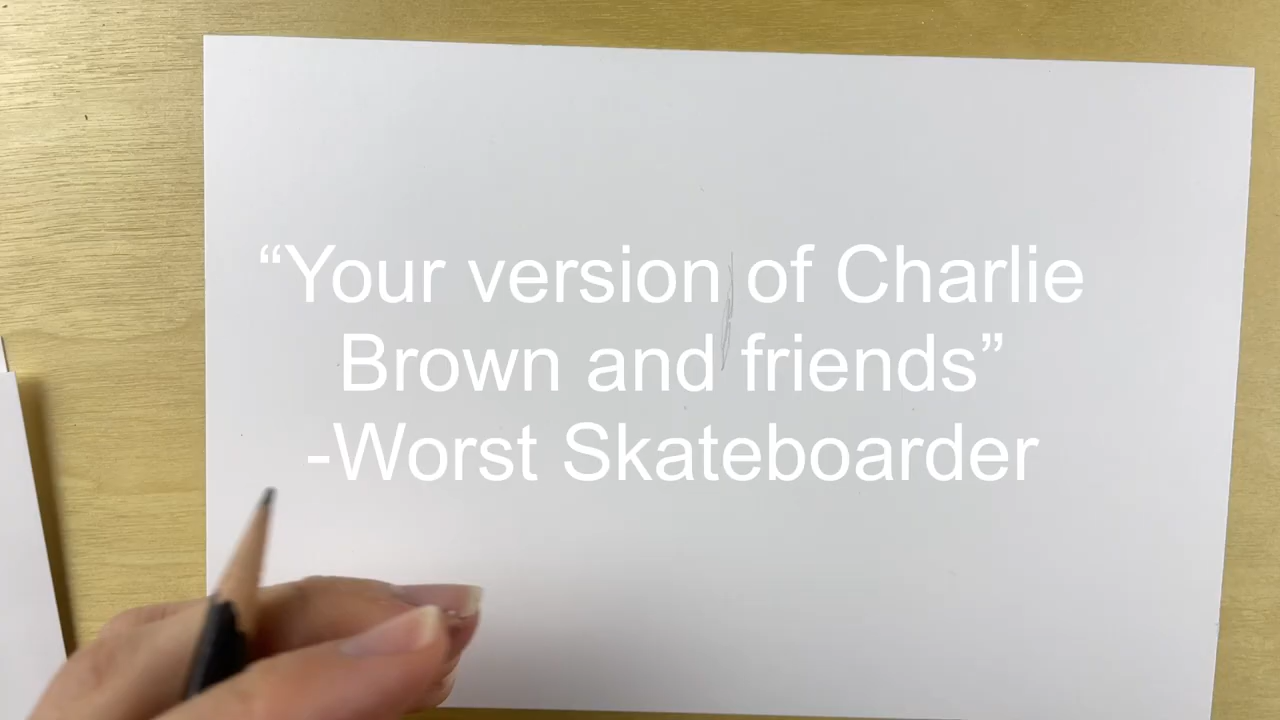 “Your version of Charlie
Brown and friends”
-Worst Skateboarder